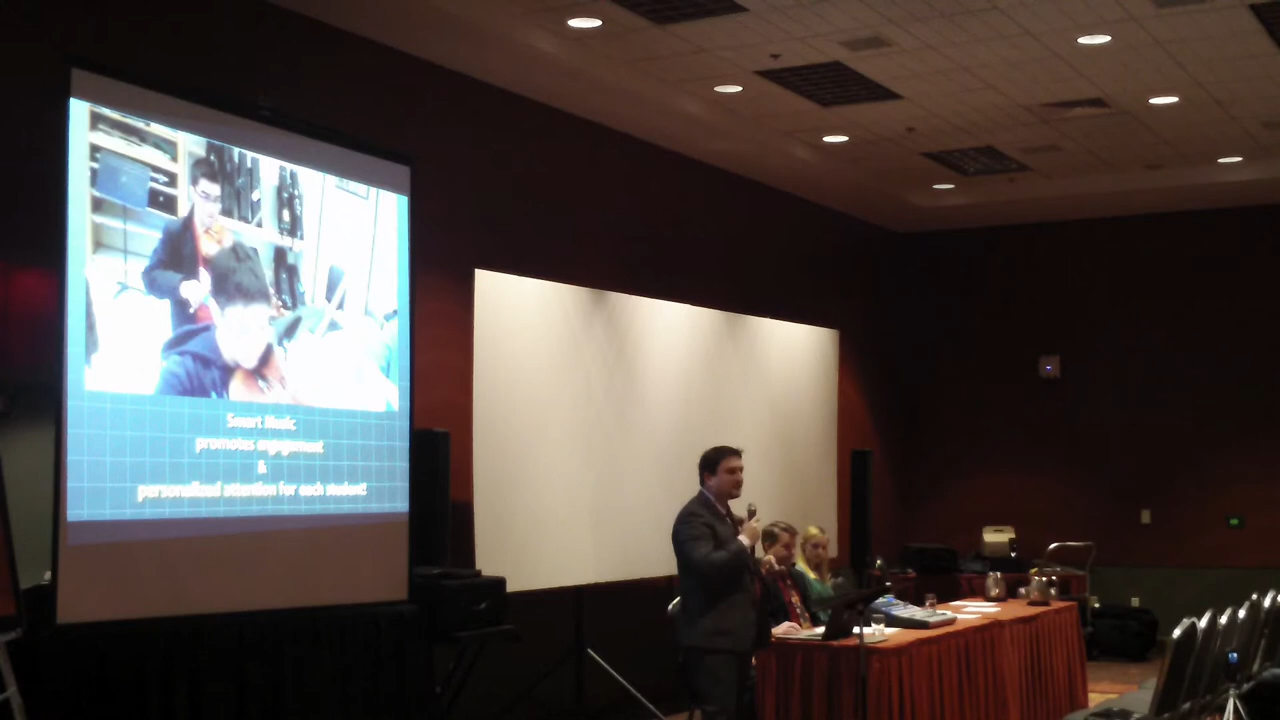 Smart Music
promotes engagement
&
personalized attention for each student!